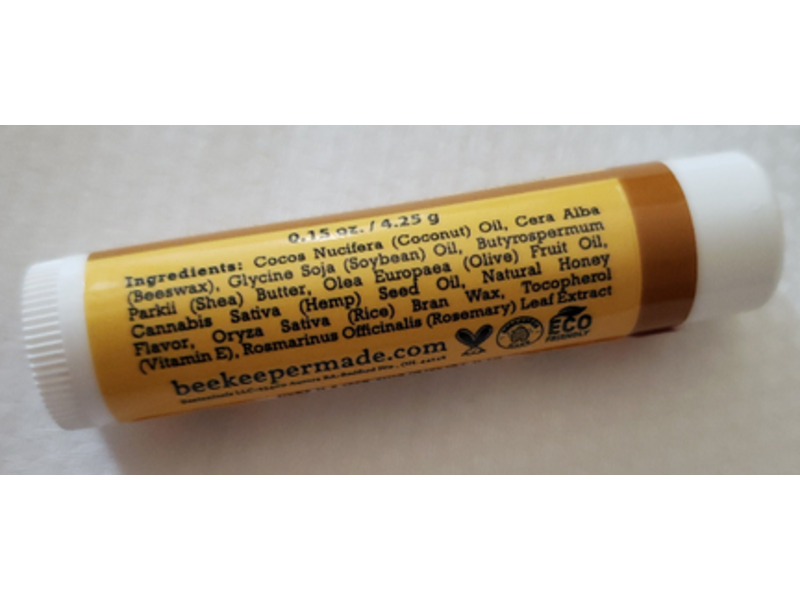 0.15 oz. / 4.25 g
Ingredients: Cocos Nucifera (Coconut) Oil, Cera Alba
(Beeswax), Glycine Soja (Soybean) Oil, Butyrospermum
Parkii (Shea) Butter, Olea Europaea (Olive) Fruit Oil,
Cannabis Sativa (Hemp) Seed Oil, Natural Honey
Flavor, Oryza Sativa (Rice) Bran Wax, Tocopherol
(Vitamin E), Rosmarinus Officinalis (Rosemary) Leaf Extract
beekeepermade.com
ECO
FRIENDLY